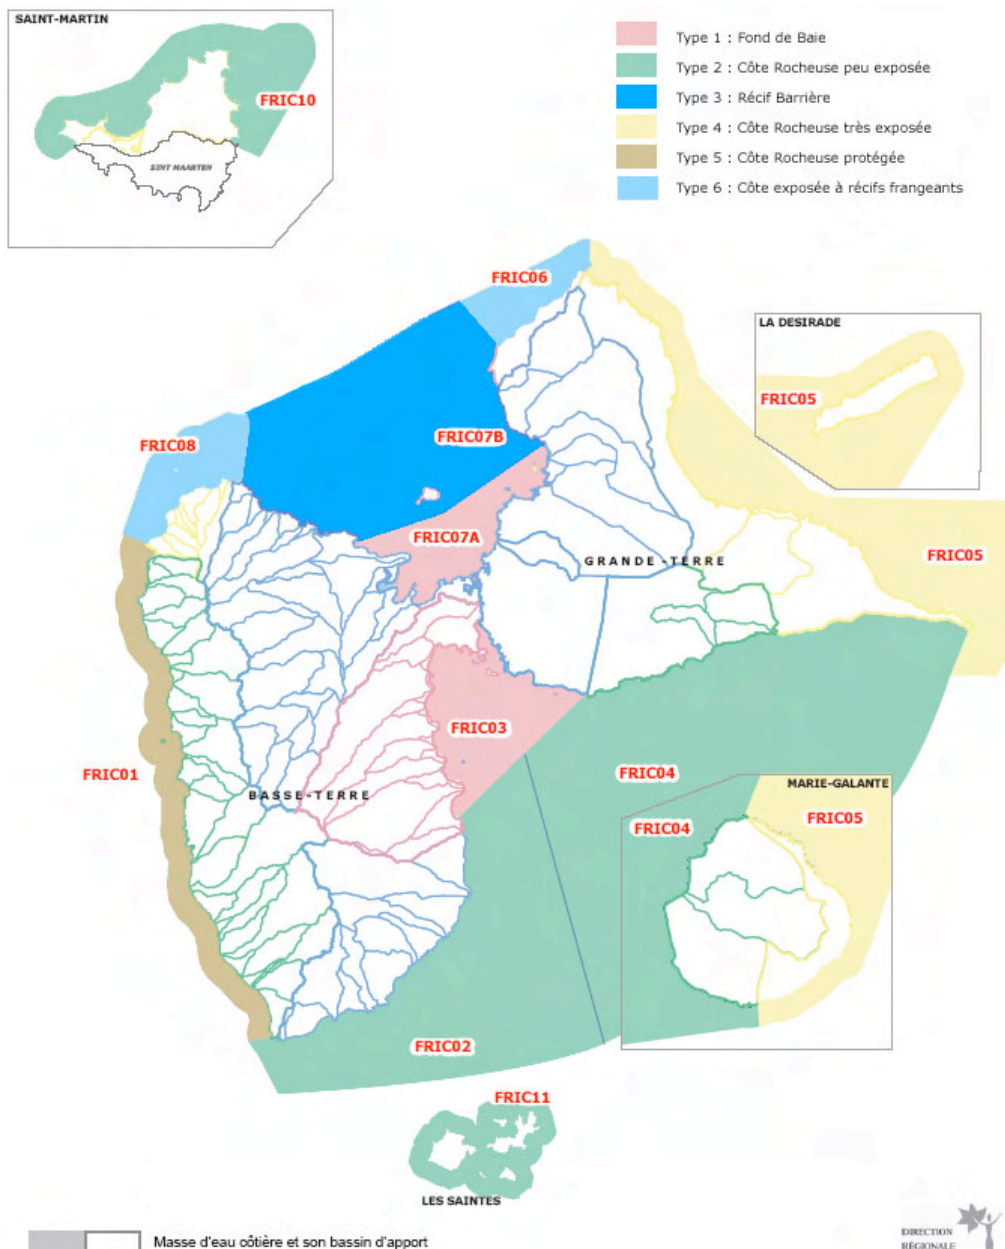 SAINT-MARTIN
FRIC10
SINT MAARTEN
Type 1 : Fond de Baie
Type 2 : Côte Rocheuse peu exposée
Type 3 : Récif Barrière
Type 4 : Côte Rocheuse très exposée
Type 5 : Côte Rocheuse protégée
Type 6 : Côte exposée à récifs frangeants
FRIC06
LA DESIRADE
FRIC05
FRIC08
FRIC07B
FRIC07A
GRANDE-TERRE
FRIC05
FRIC03
FRIC01
FRIC04
BASSE-TERRE
MARIE-GALANTE
FRIC04
FRIC05
FRIC02
FRIC11
LES SAINTES
Masse d'eau côtière et son bassin d'apport
DIRECTION
RÉGIONALE